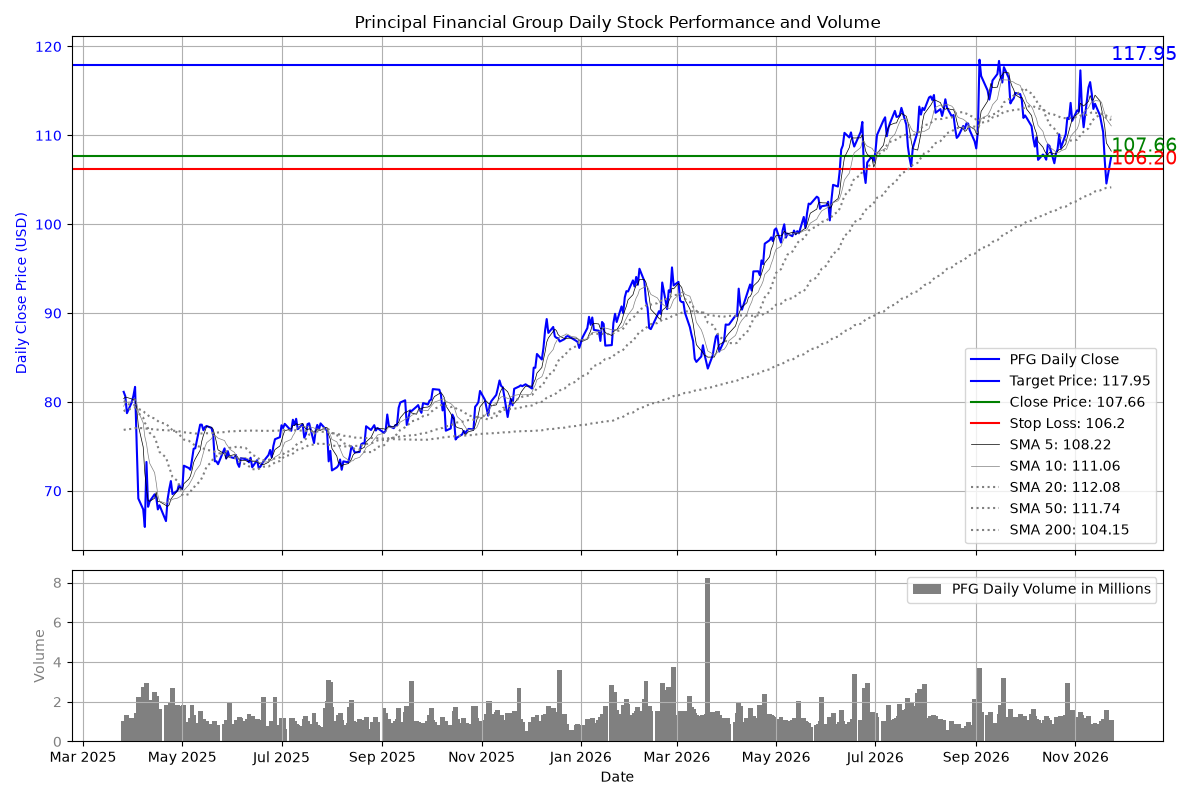 Principal Financial Group Daily Stock Performance and Volume
Daily Close Price (USD)
120
110
100
90
80
70
117.95
107.66
106.20
PFG Daily Close
Target Price: 117.95
Close Price: 107.66
Stop Loss: 106.2
SMA 5: 108.22
SMA 10: 111.06
SMA 20: 112.08
SMA 50: 111.74
SMA 200: 104.15
Volume
8
6
4
2
0
PFG Daily Volume in Millions
Mar 2025 May 2025 Jul 2025 Sep 2025 Nov 2025 Jan 2026 Mar 2026 May 2026 Jul 2026 Sep 2026 Nov 2026
Date